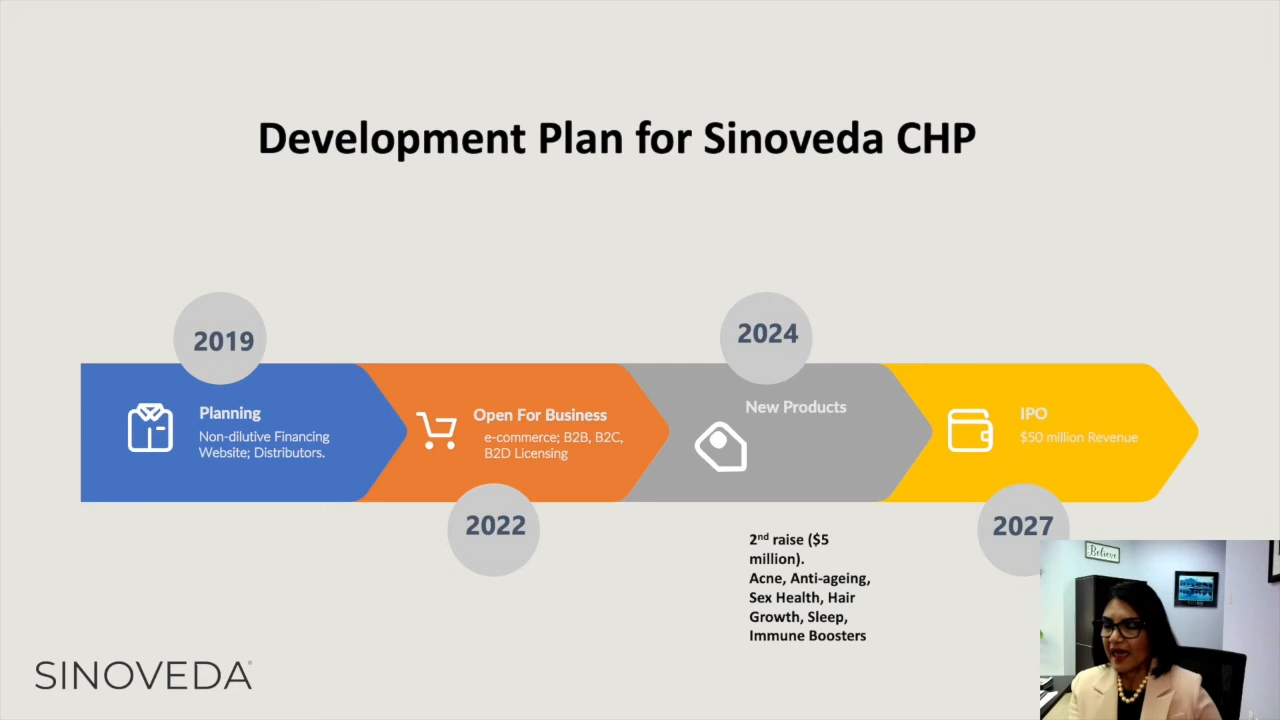 Development Plan for Sinoveda CHP
2019
Planning
Non-dilutive Financing
Website; Distributors.
Open For Business
e-commerce; B2B, B2C,
B2D Licensing
2022
2024
New Products
2nd raise ($5
million).
Acne, Anti-ageing,
Sex Health, Hair
Growth, Sleep,
Immune Boosters
IPO
$50 million Revenue
2027
Believe
SINOVEDA®